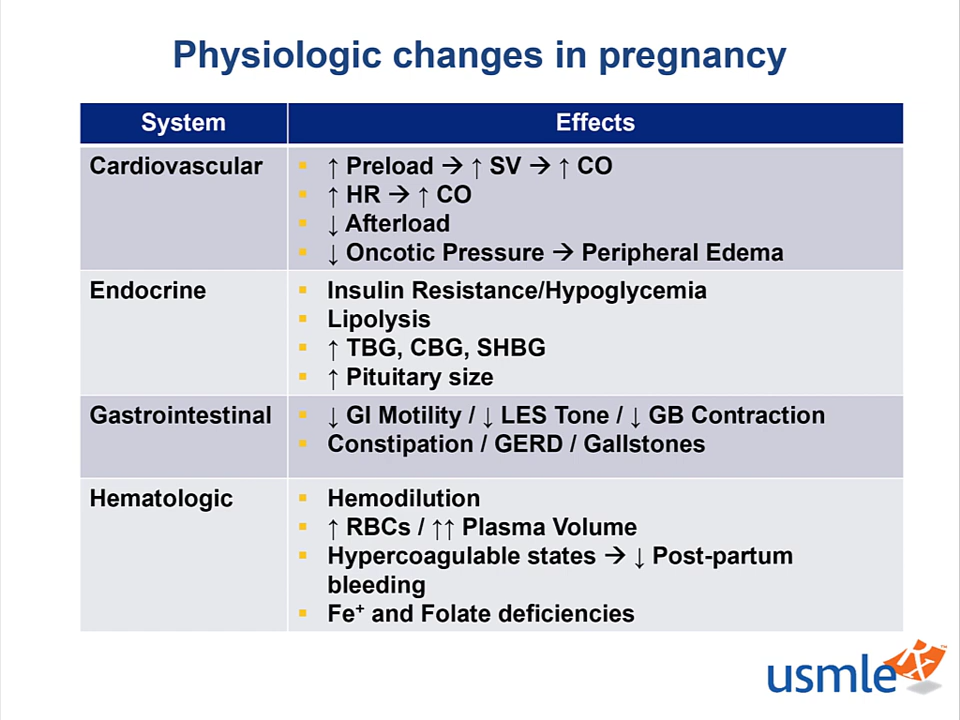 Physiologic changes in pregnancy
System Effects
Cardiovascular
↑ Preload → ↑ SV → ↑ CO
↑ HR → ↑ CO
↓ Afterload
↓ Oncotic Pressure → Peripheral Edema
Endocrine
Insulin Resistance/Hypoglycemia
Lipolysis
↑ TBG, CBG, SHBG
↑ Pituitary size
Gastrointestinal
↓ GI Motility / ↓ LES Tone / ↓ GB Contraction
Constipation / GERD / Gallstones
Hematologic
Hemodilution
↑ RBCs / ↑↑ Plasma Volume
Hypercoagulable states → ↓ Post-partum
bleeding
Fe⁺ and Folate deficiencies
usmle Rx™